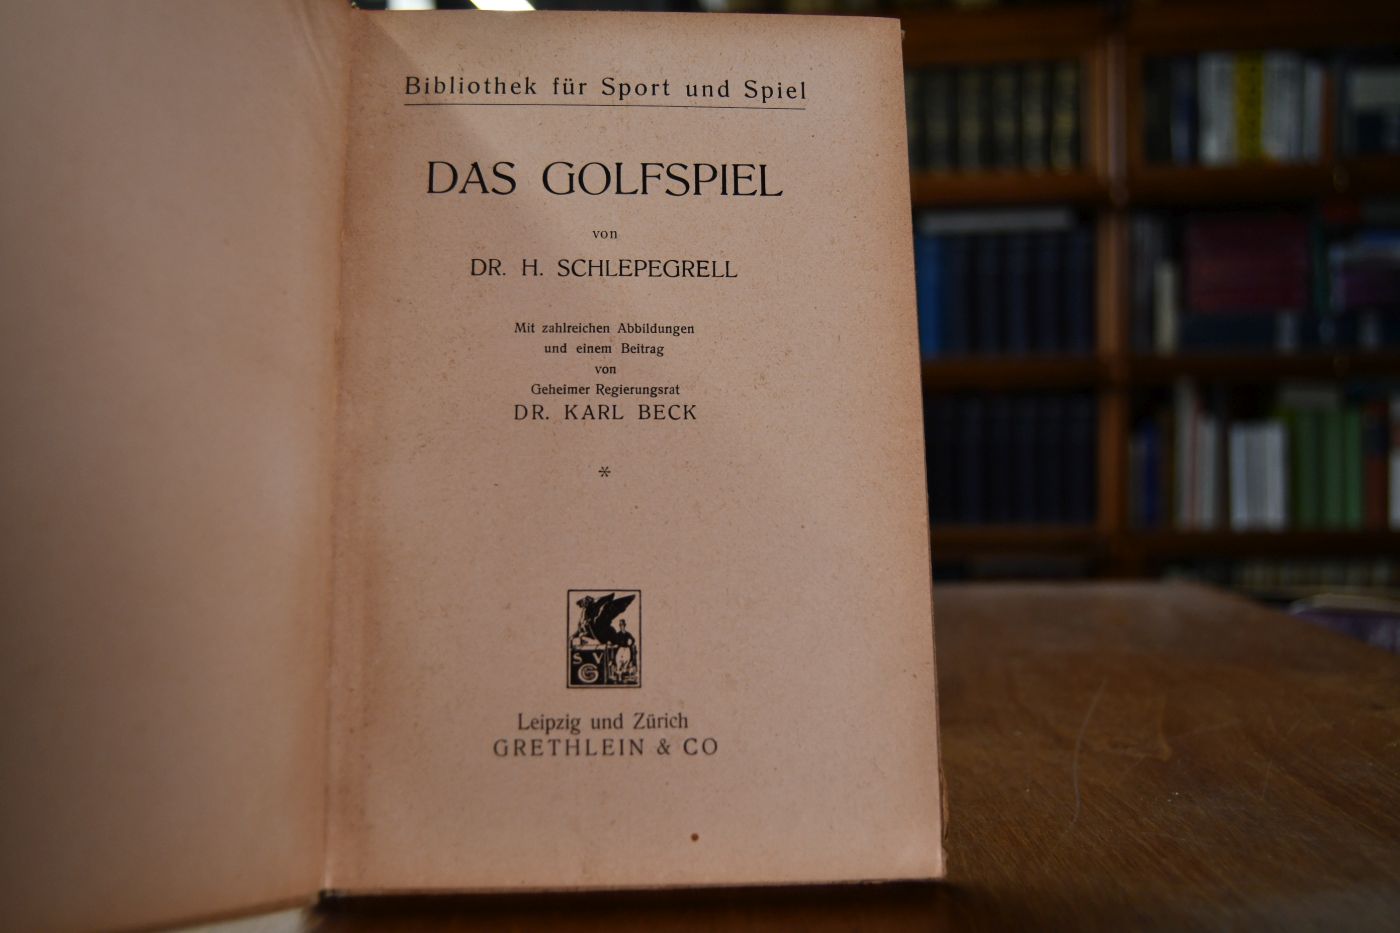 Bibliothek für Sport und Spiel
DAS GOLFSPIEL
von
DR. H. SCHLEPEGRELL
Mit zahlreichen Abbildungen
und einem Beitrag
von
Geheimer Regierungsrat
DR. KARL BECK
*
S V
G
Leipzig und Zürich
GRETHLEIN & CO